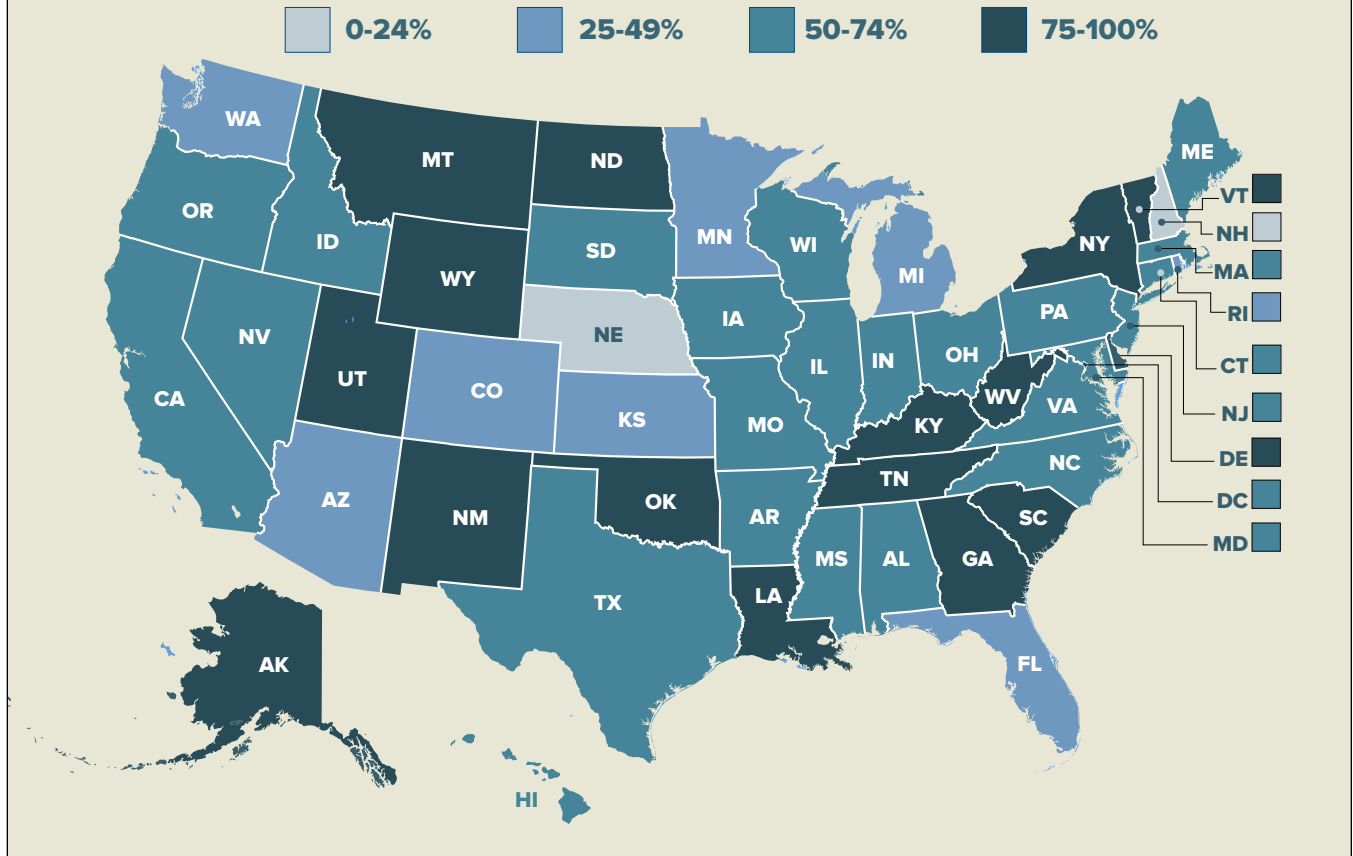 0-24% 25-49% 50-74% 75-100%
WA
MT
ND
ME
OR
ID
SD
MN
WI
VT
NH
NY
MA
WY
MI
RI
NV
NE
IA
PA
UT
CO
IL
IN
OH
CT
CA
KS
MO
KY
WV
VA
NJ
AZ
NM
OK
AR
TN
NC
DE
DC
MS
AL
GA
SC
MD
TX
LA
AK
FL
HI